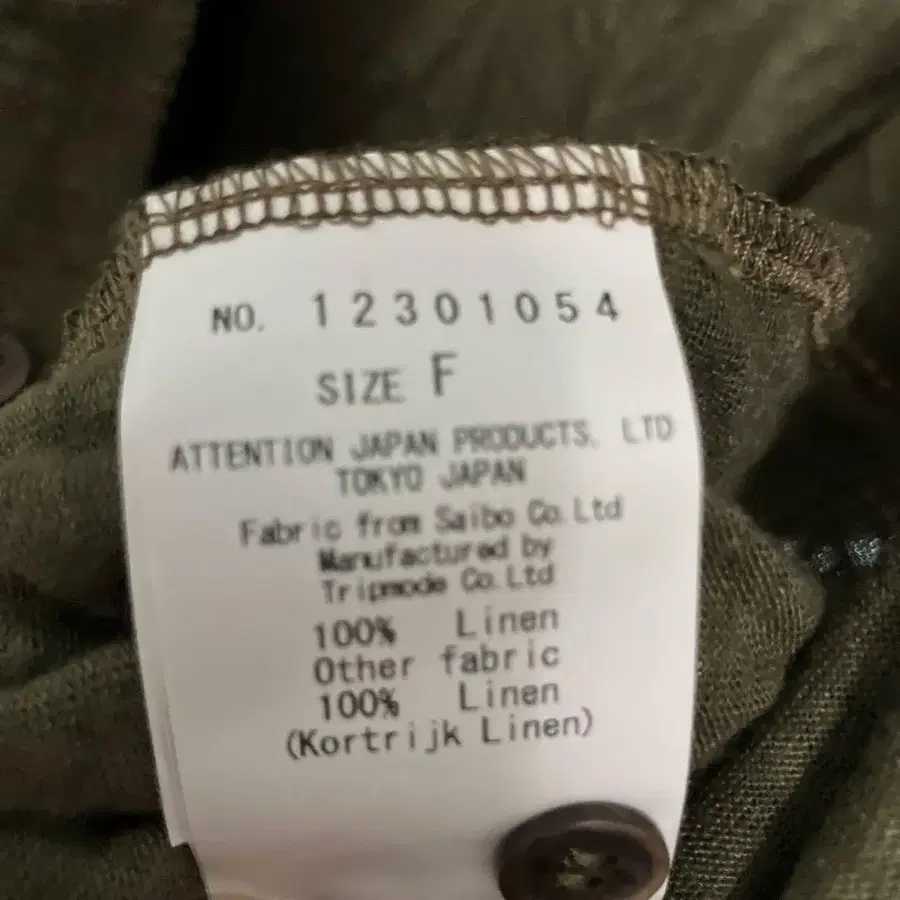 NO. 12301054
SIZE F
ATTENTION JAPAN PRODUCTS, LTD
TOKYO JAPAN
Fabric from Saibo Co.Ltd
Manufactured by
Tripmode Co.Ltd
100% Linen
Other fabric
100% Linen
(Kortrijk Linen)